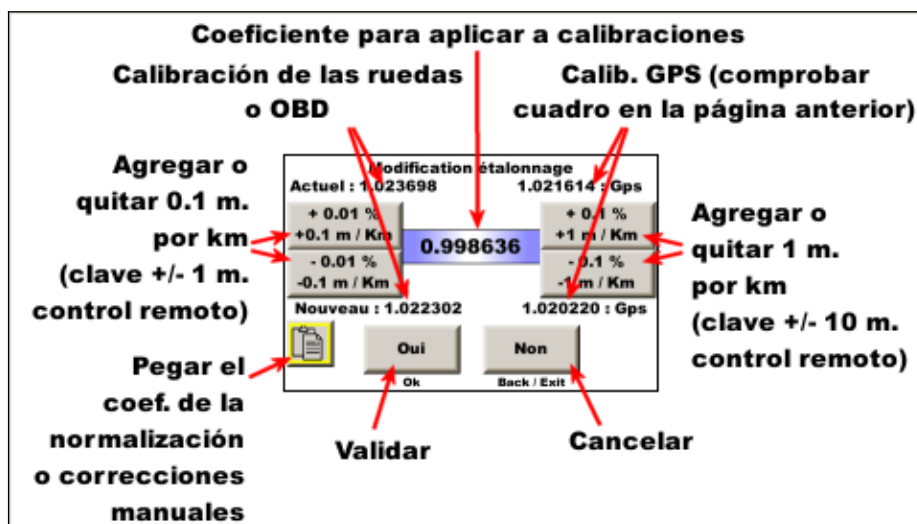 Coeficiente para aplicar a calibraciones
Calibración de las ruedas
o OBD
Calib. GPS (comprobar
cuadro en la página anterior)
Agregar o
quitar 0.1 m.
por km
(clave +/- 1 m.
control remoto)
Modification étalonnage
Actuel : 1.023698
1.021614 : Gps
+ 0.01 %
+0.1 m / Km
+ 0.1 %
+1 m / Km
0.998636
- 0.01 %
-0.1 m / Km
- 0.1 %
-1 m / Km
Nouveau : 1.022302
1.020220 : Gps
Oui
Non
Ok
Back / Exit
Agregar o
quitar 1 m.
por km
(clave +/- 10 m.
control remoto)
Pegar el
coef. de la
normalización
o correcciones
manuales
Validar
Cancelar